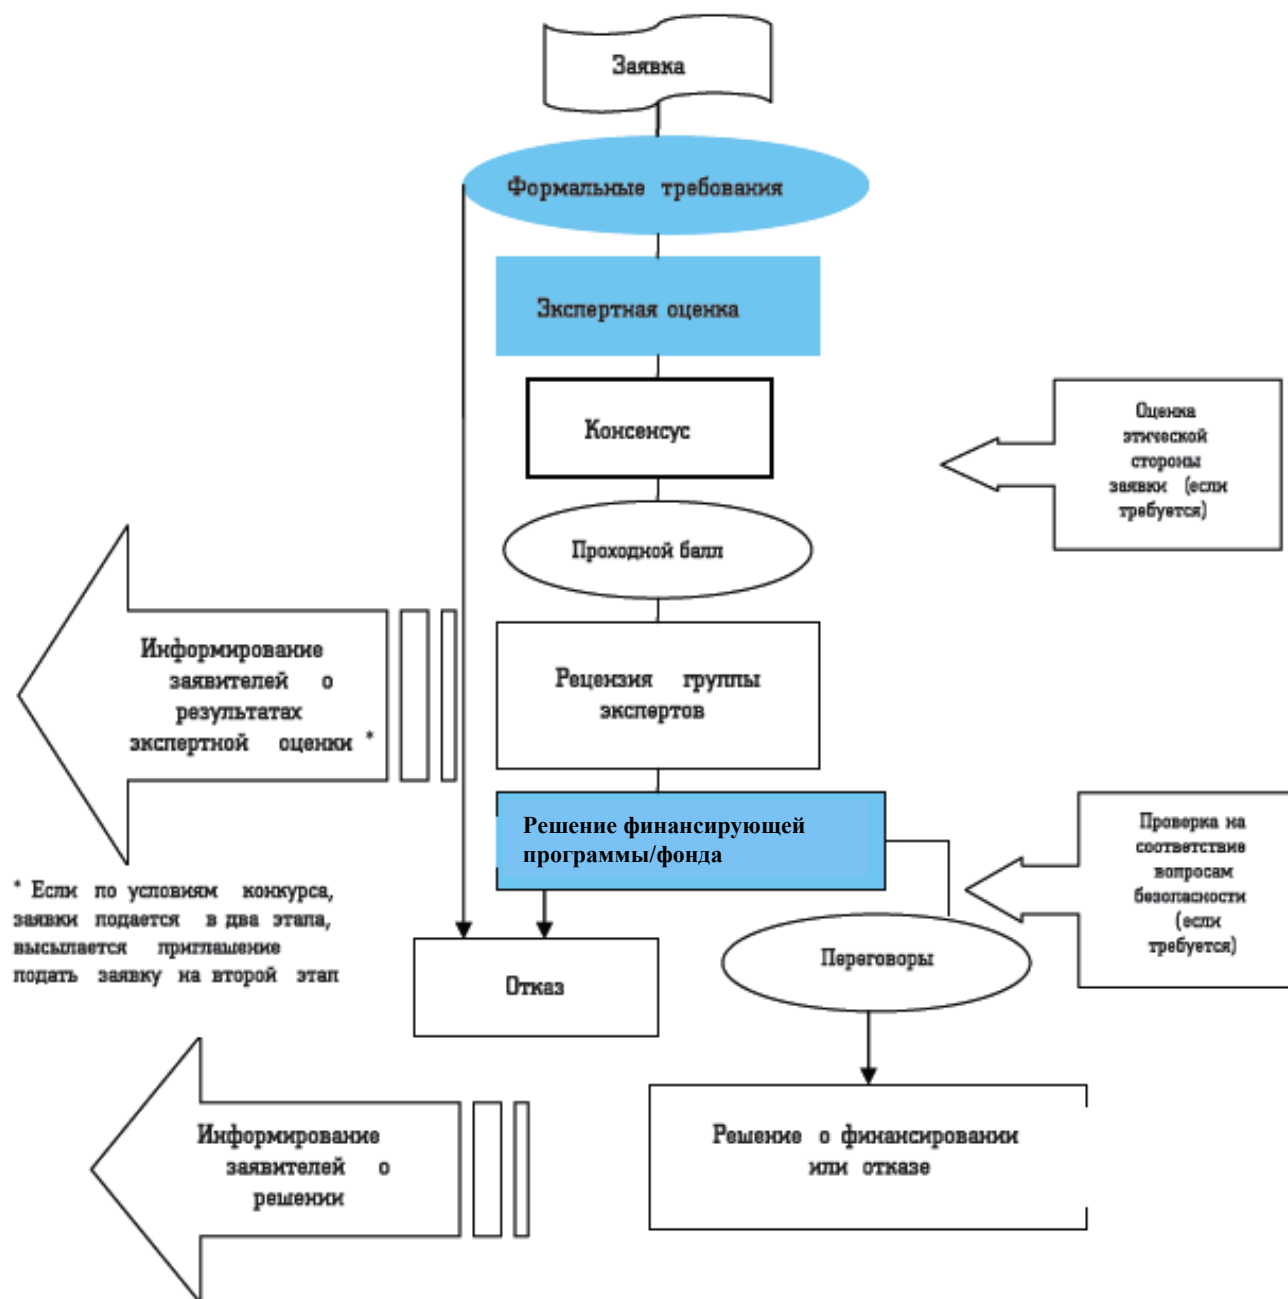 Заявка
Формальные требования
Экспертная оценка
Консенсус
Оценка
этической
стороны
заявки (если
требуется)
Проходной балл
Информирование
заявителей о
результатах
экспертной оценки *
Рецензия группы
экспертов
Решение финансирующей
программы/фонда
Проверка на
соответствие
вопросам
безопасности
(если
требуется)
* Если по условиям конкурса,
заявки подается в два этапа,
высылается приглашение
подать заявку на второй этап
Отказ
Переговоры
Информирование
заявителей о
решении
Решение о финансировании
или отказе